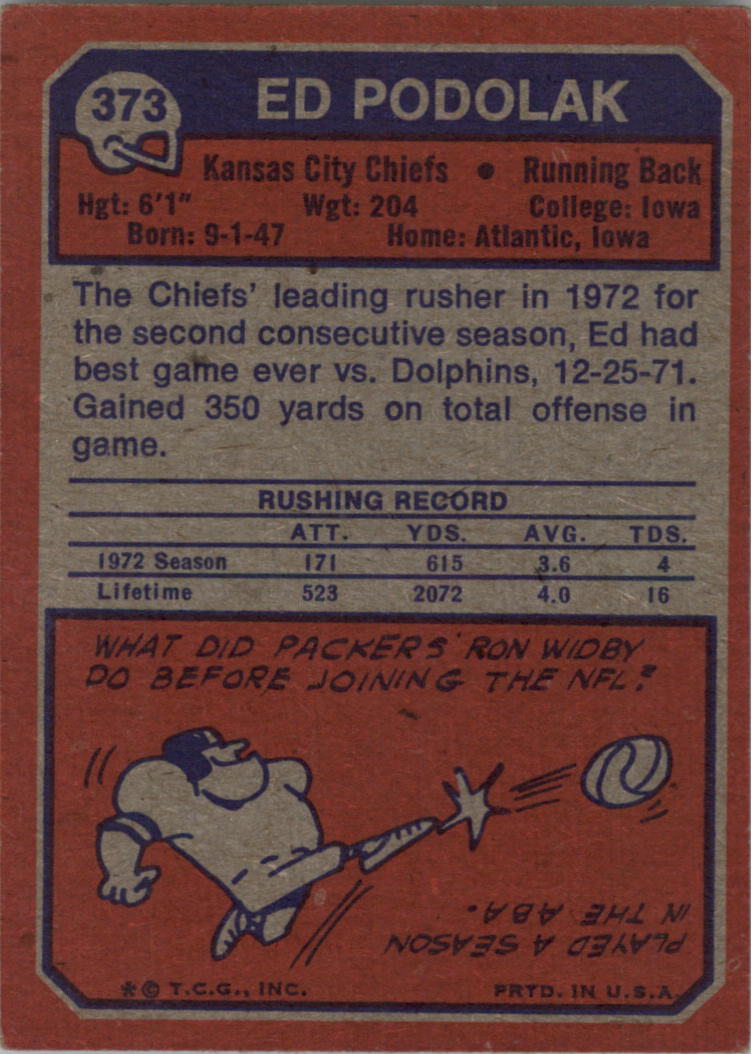 373
ED PODOLAK
Kansas City Chiefs • Running Back
Hgt: 6'1" Wgt: 204 College: Iowa
Born: 9-1-47 Home: Atlantic, Iowa
The Chiefs' leading rusher in 1972 for
the second consecutive season, Ed had
best game ever vs. Dolphins, 12-25-71.
Gained 350 yards on total offense in
game.
RUSHING RECORD
ATT. YDS. AVG. TDS.
1972 Season 171 615 3.6 4
Lifetime 523 2072 4.0 16
WHAT DID PACKERS' RON WIDBY
DO BEFORE JOINING THE NFL?
PLAYED A SEASON
IN THE ABA.
*© T.C.G., INC. PRTD. IN U.S.A.